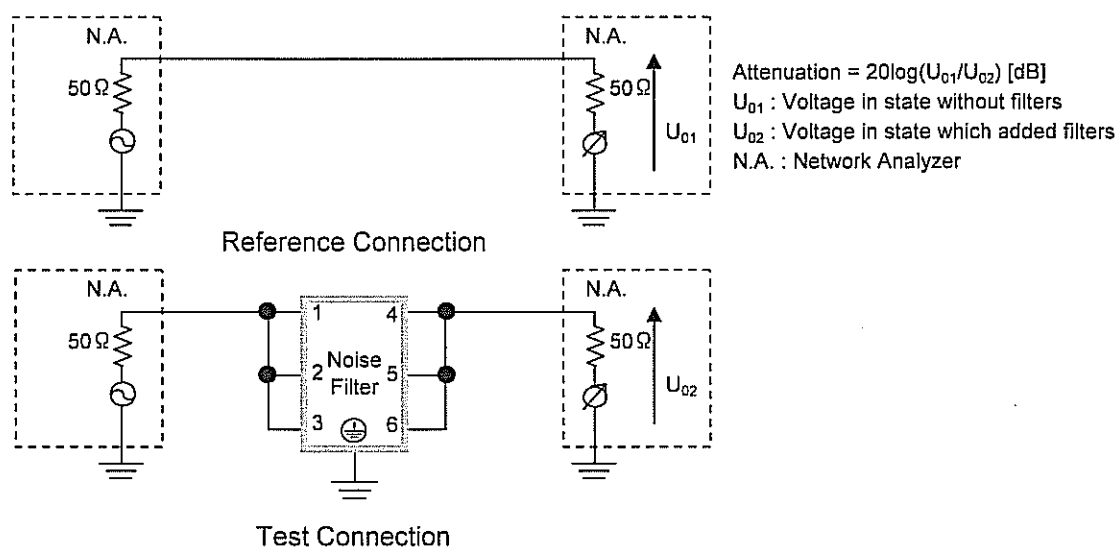 N.A.
N.A.
50Ω
50Ω
U01
Attenuation = 20log(U01/U02) [dB]
U01 : Voltage in state without filters
U02 : Voltage in state which added filters
N.A. : Network Analyzer
Reference Connection
N.A.
N.A.
50Ω
1 4
50Ω
2 Noise 5
Filter
U02
3 6
Test Connection